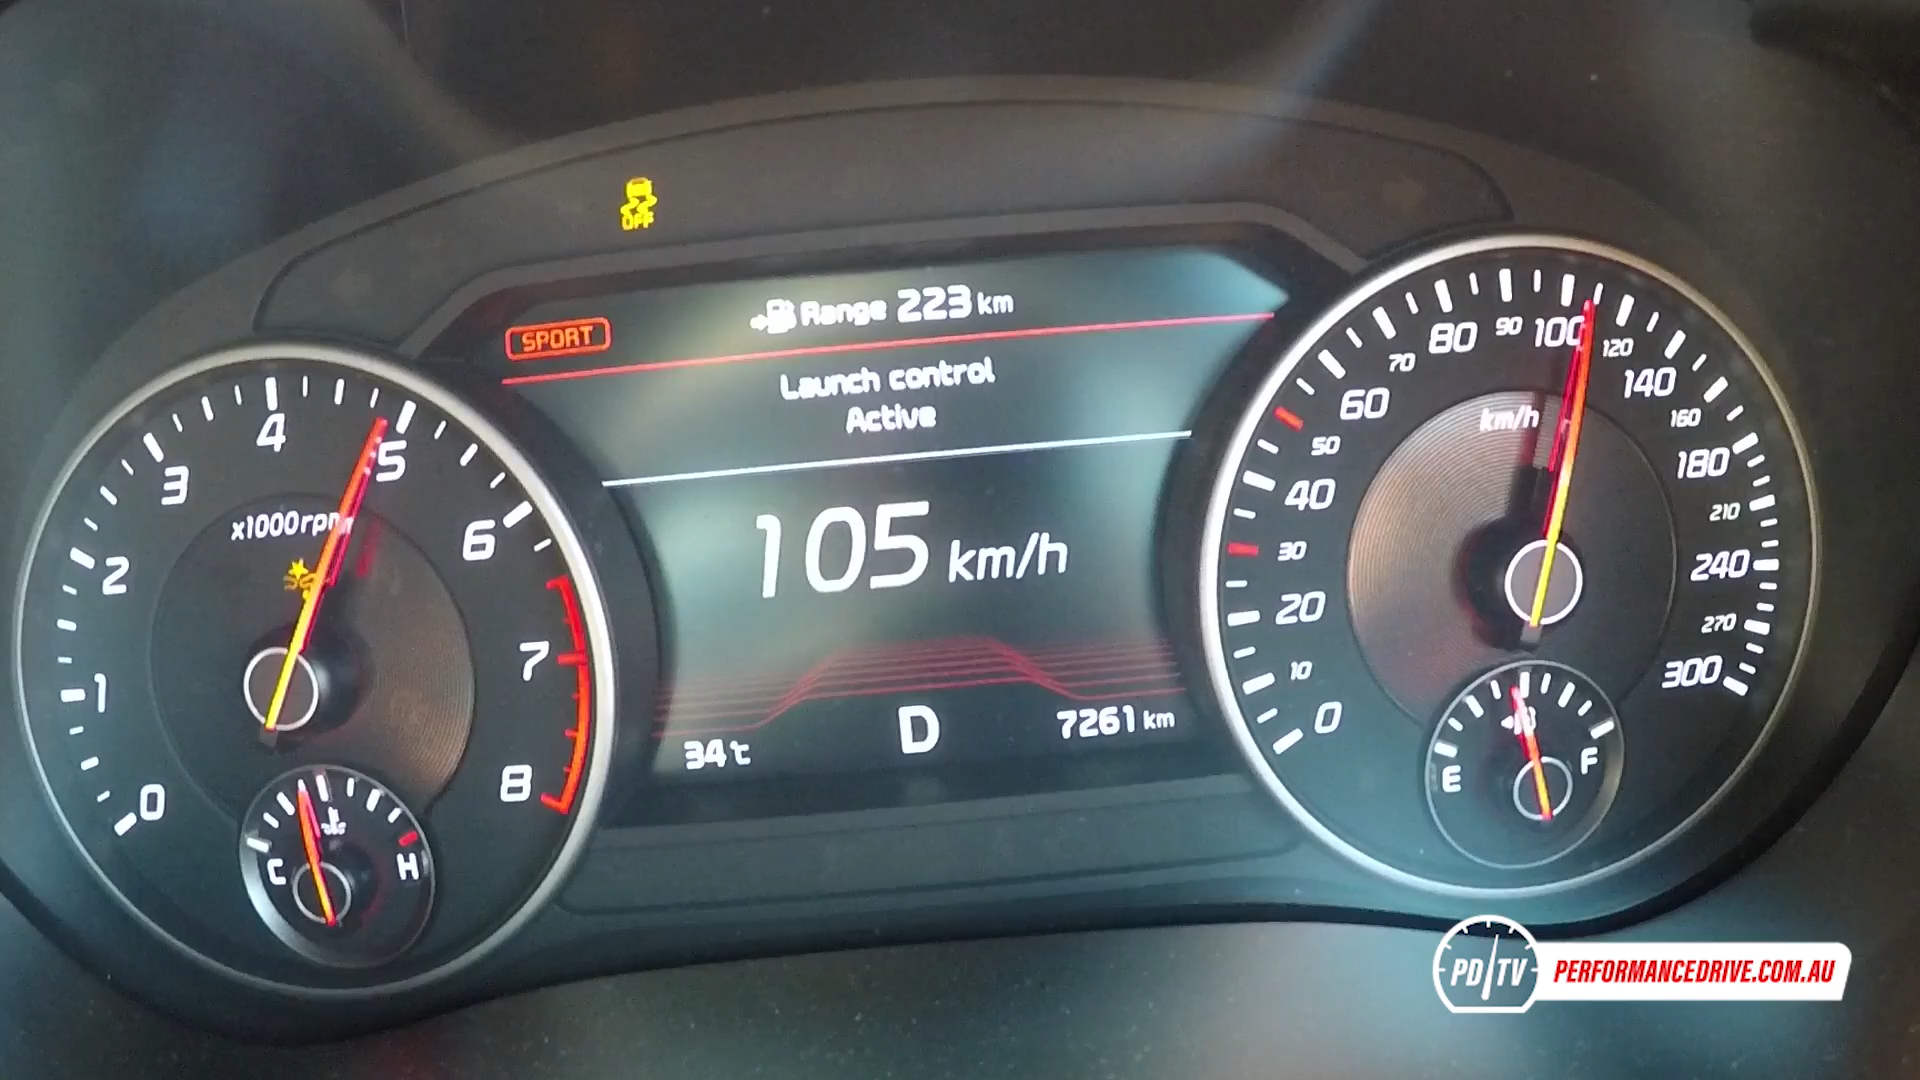 OFF
Range 223 km
SPORT
Launch control
Active
105 km/h
34°C
D
7261 km
x1000rpm
0
1
2
3
4
5
6
7
8
C
H
km/h
0
10
20
30
40
50
60
70
80
90
100
120
140
160
180
210
240
270
300
E
F
PD/TV
PERFORMANCEDRIVE.COM.AU